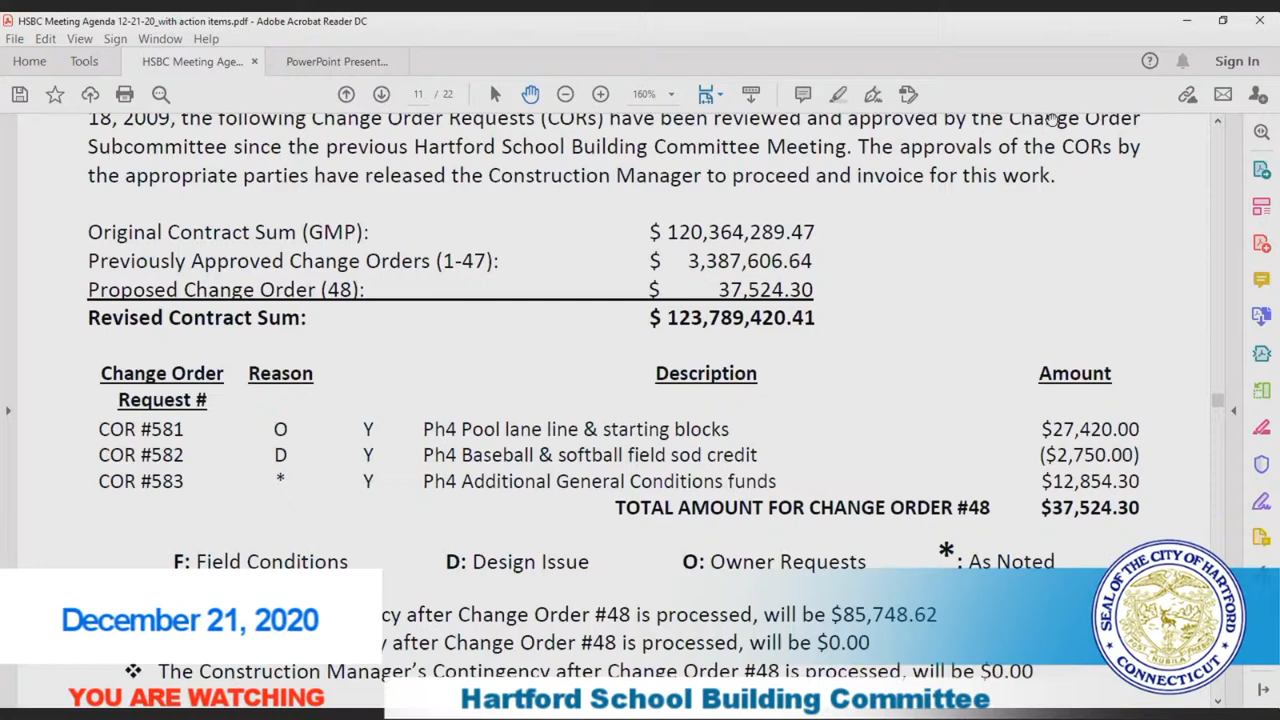 HSBC Meeting Agenda 12-21-20_with action items.pdf - Adobe Acrobat Reader DC
File Edit View Sign Window Help
Home Tools HSBC Meeting Age... × PowerPoint Present... Sign In
11 / 22 160%
18, 2009, the following Change Order Requests (CORs) have been reviewed and approved by the Change Order
Subcommittee since the previous Hartford School Building Committee Meeting. The approvals of the CORs by
the appropriate parties have released the Construction Manager to proceed and invoice for this work.
Original Contract Sum (GMP): $ 120,364,289.47
Previously Approved Change Orders (1-47): $ 3,387,606.64
Proposed Change Order (48): $ 37,524.30
Revised Contract Sum: $ 123,789,420.41
Change Order Reason Description Amount
Request #
COR #581 O Y Ph4 Pool lane line & starting blocks $27,420.00
COR #582 D Y Ph4 Baseball & softball field sod credit ($2,750.00)
COR #583 * Y Ph4 Additional General Conditions funds $12,854.30
TOTAL AMOUNT FOR CHANGE ORDER #48 $37,524.30
F: Field Conditions D: Design Issue O: Owner Requests *: As Noted
cy after Change Order #48 is processed, will be $85,748.62
y after Change Order #48 is processed, will be $0.00
❖ The Construction Manager's Contingency after Change Order #48 is processed, will be $0.00
December 21, 2020
YOU ARE WATCHING
Hartford School Building Committee
SEAL OF THE CITY OF HARTFORD
CONNECTICUT